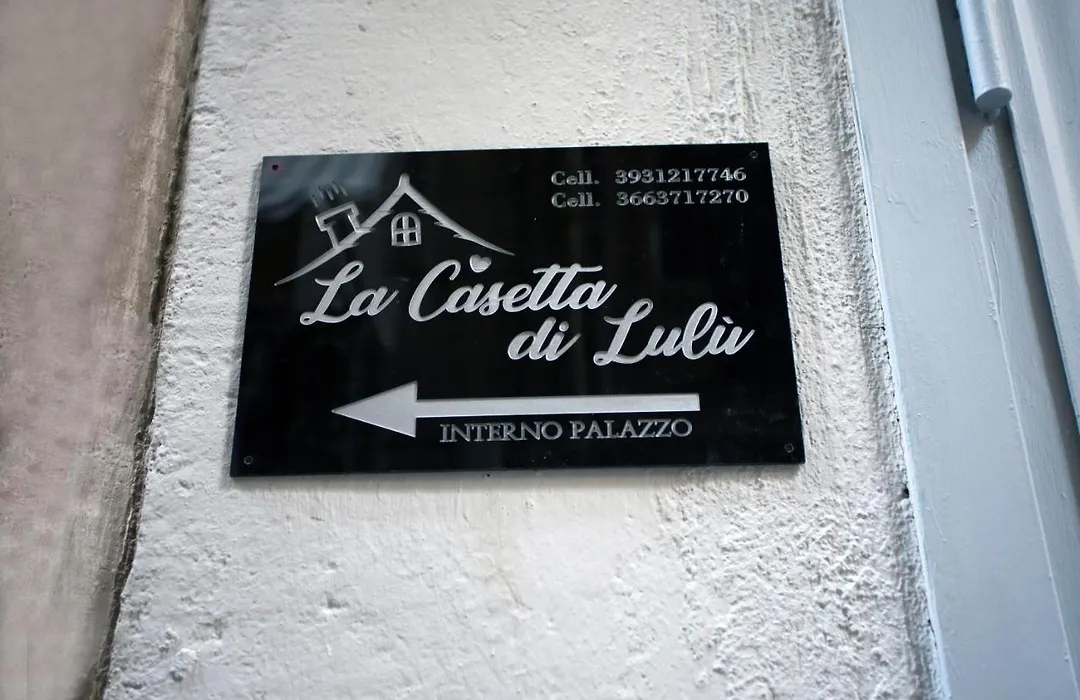 Cell. 3931217746
Cell. 3663717270
La Casetta
di Lulù
INTERNO PALAZZO